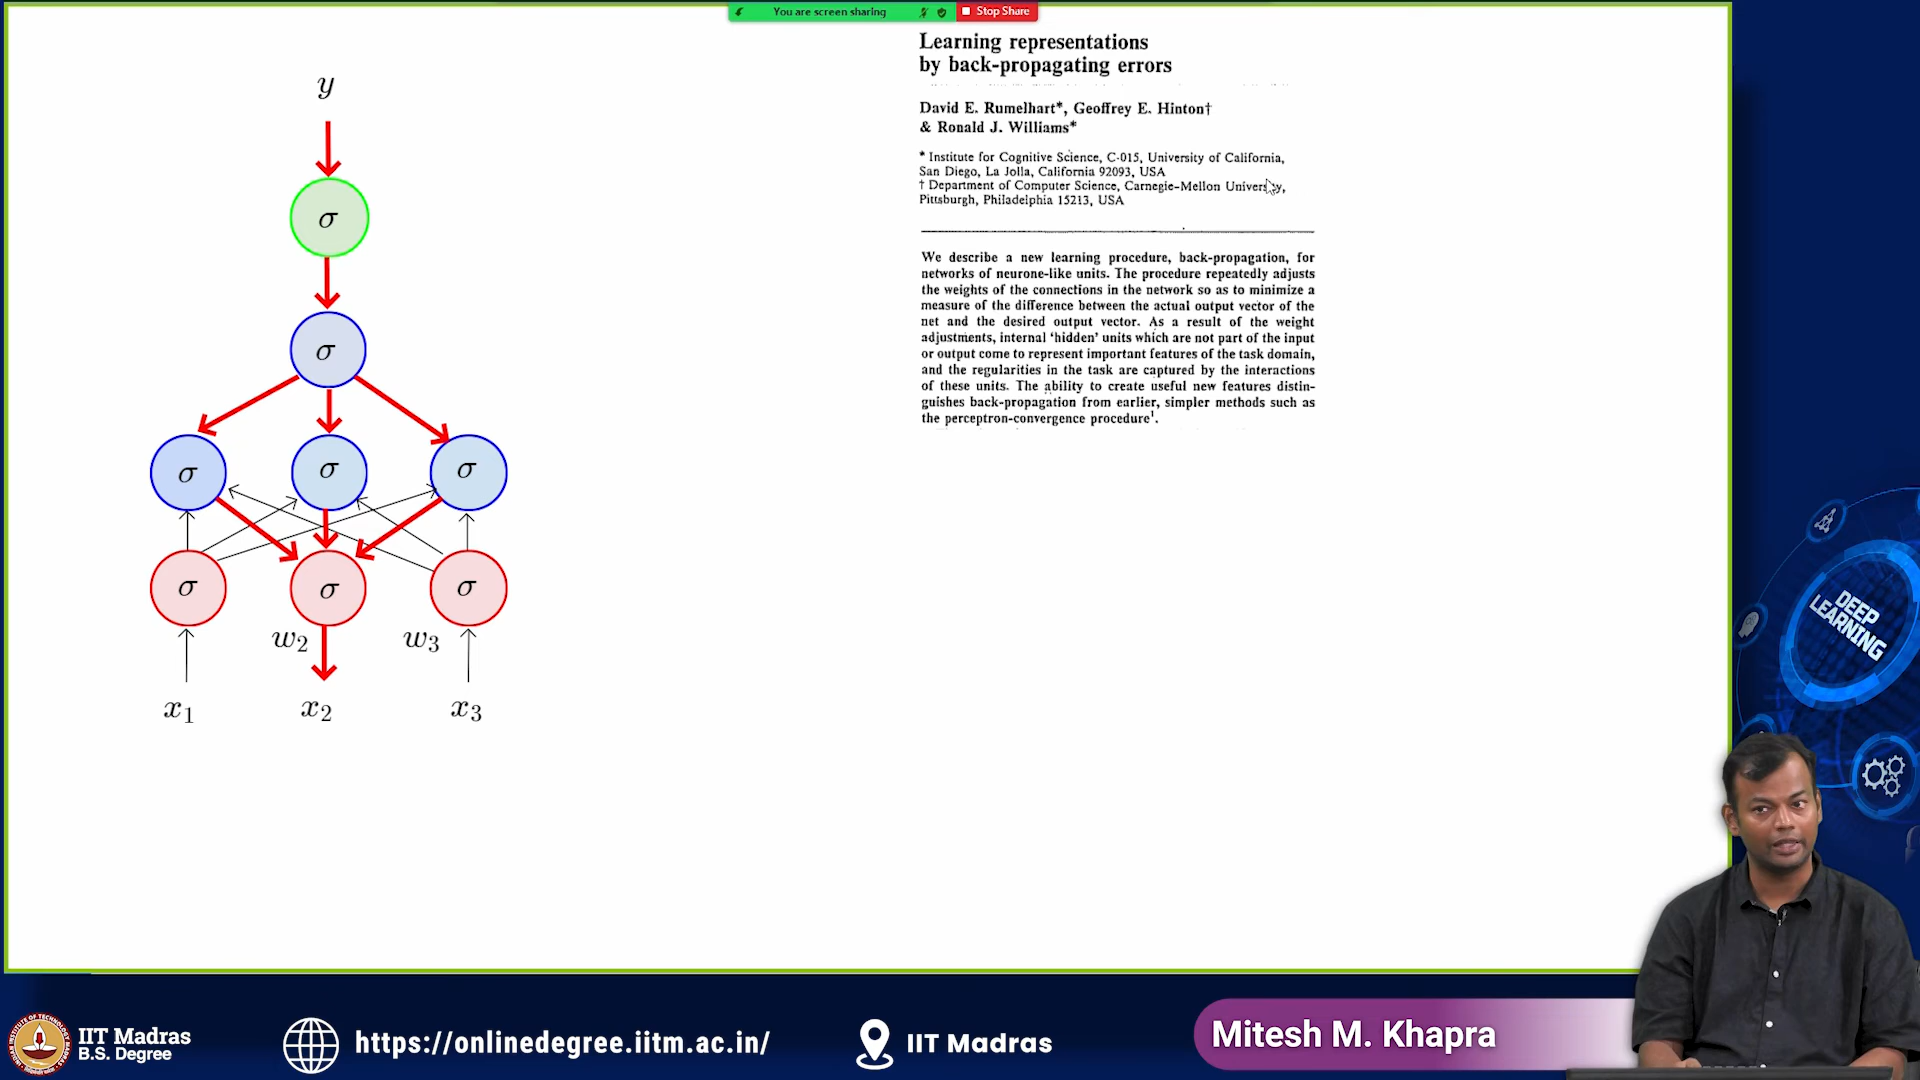 You are screen sharing
Stop Share
y
σ
σ
σ σ σ
σ σ σ
w2 w3
x1 x2 x3
Learning representations
by back-propagating errors
David E. Rumelhart*, Geoffrey E. Hinton†
& Ronald J. Williams*
* Institute for Cognitive Science, C-015, University of California,
San Diego, La Jolla, California 92093, USA
† Department of Computer Science, Carnegie-Mellon University,
Pittsburgh, Philadelphia 15213, USA
We describe a new learning procedure, back-propagation, for
networks of neurone-like units. The procedure repeatedly adjusts
the weights of the connections in the network so as to minimize a
measure of the difference between the actual output vector of the
net and the desired output vector. As a result of the weight
adjustments, internal ‘hidden’ units which are not part of the input
or output come to represent important features of the task domain,
and the regularities in the task are captured by the interactions
of these units. The ability to create useful new features distin-
guishes back-propagation from earlier, simpler methods such as
the perceptron-convergence procedure¹.
DEEP
LEARNING
IIT Madras
B.S. Degree
https://onlinedegree.iitm.ac.in/
IIT Madras
Mitesh M. Khapra